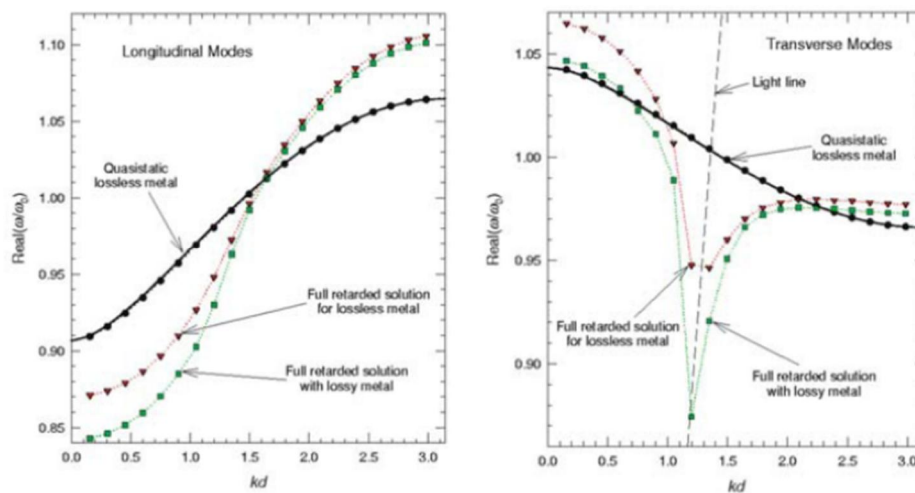 Longitudinal Modes
Real(ω/ω₀)
1.10
1.05
1.00
0.95
0.90
0.85
Quasistatic
lossless metal
Full retarded solution
for lossless metal
Full retarded solution
with lossy metal
0.0 0.5 1.0 1.5 2.0 2.5 3.0
kd
Transverse Modes
Real(ω/ω₀)
1.05
1.00
0.95
0.90
Light line
Quasistatic
lossless metal
Full retarded solution
for lossless metal
Full retarded solution
with lossy metal
0.0 0.5 1.0 1.5 2.0 2.5 3.0
kd